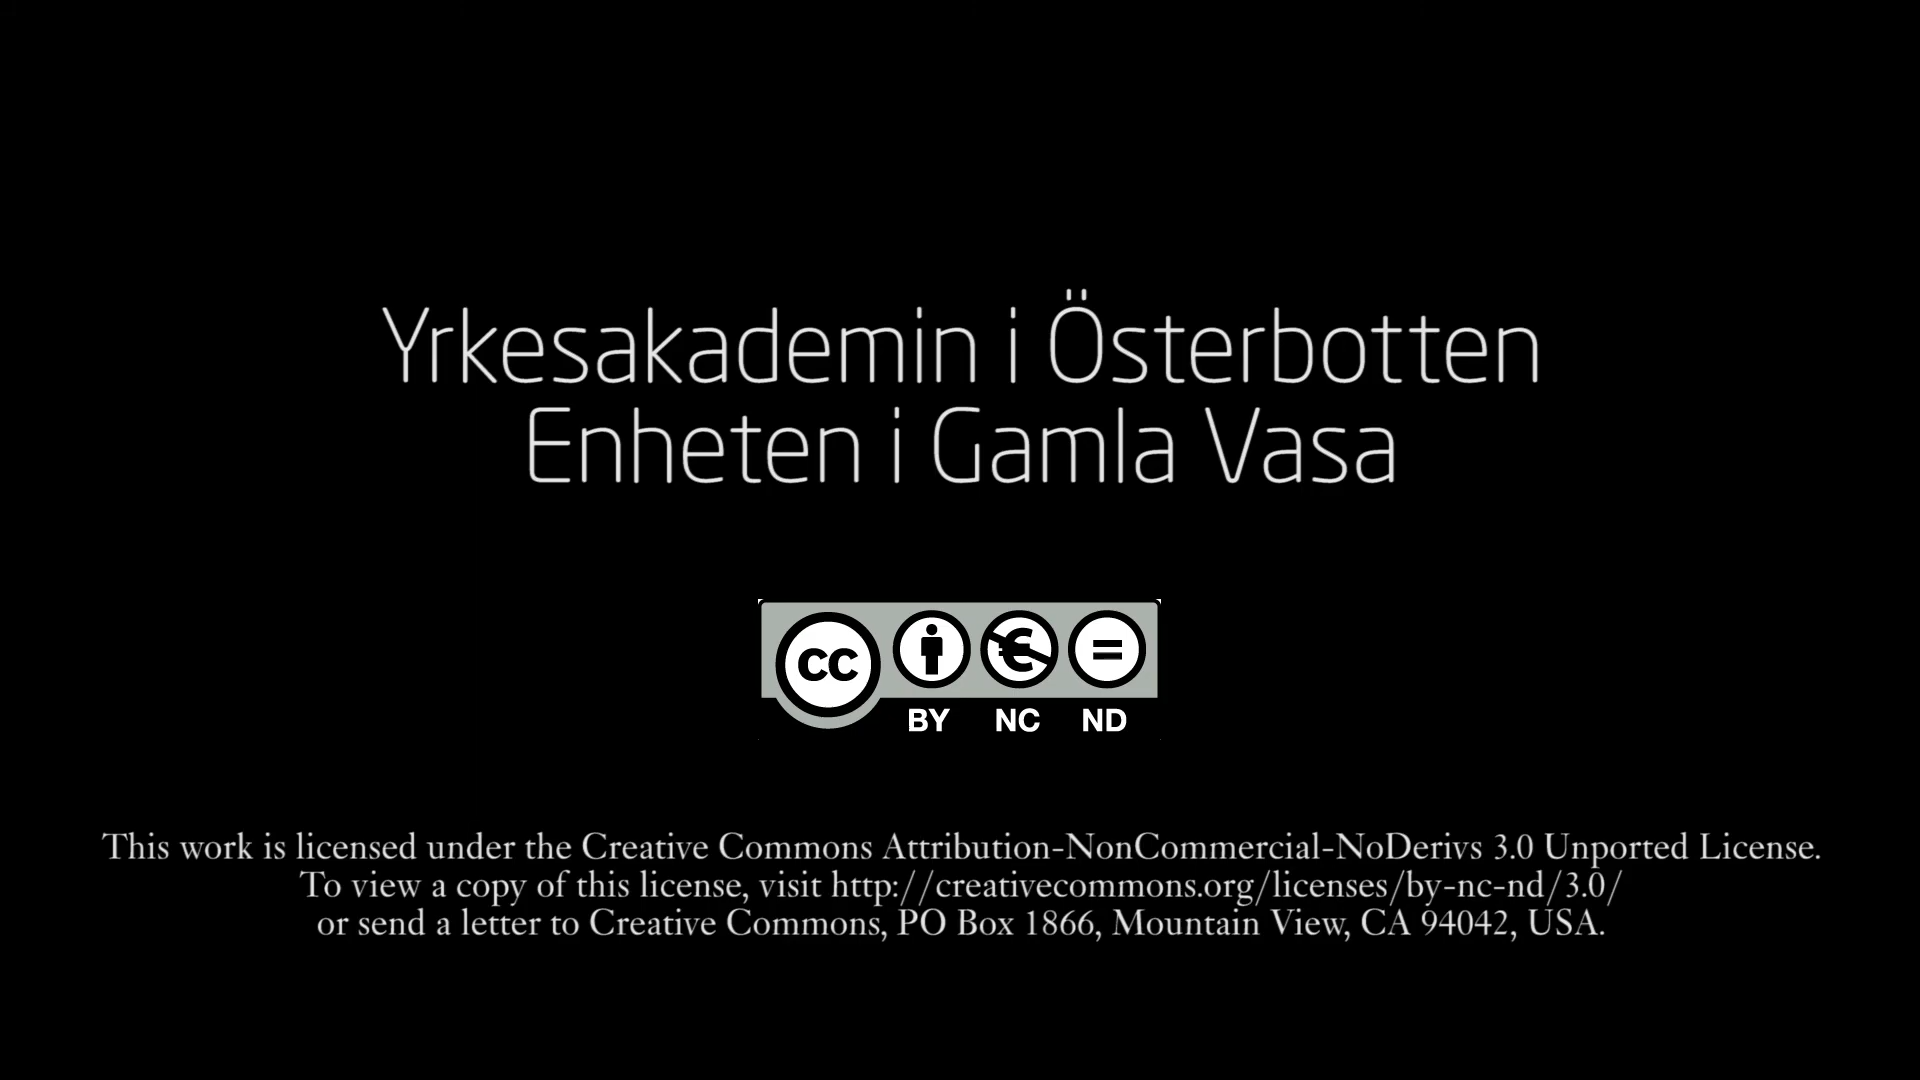 Yrkesakademin i Österbotten
Enheten i Gamla Vasa
cc
BY NC ND
This work is licensed under the Creative Commons Attribution-NonCommercial-NoDerivs 3.0 Unported License.
To view a copy of this license, visit http://creativecommons.org/licenses/by-nc-nd/3.0/
or send a letter to Creative Commons, PO Box 1866, Mountain View, CA 94042, USA.